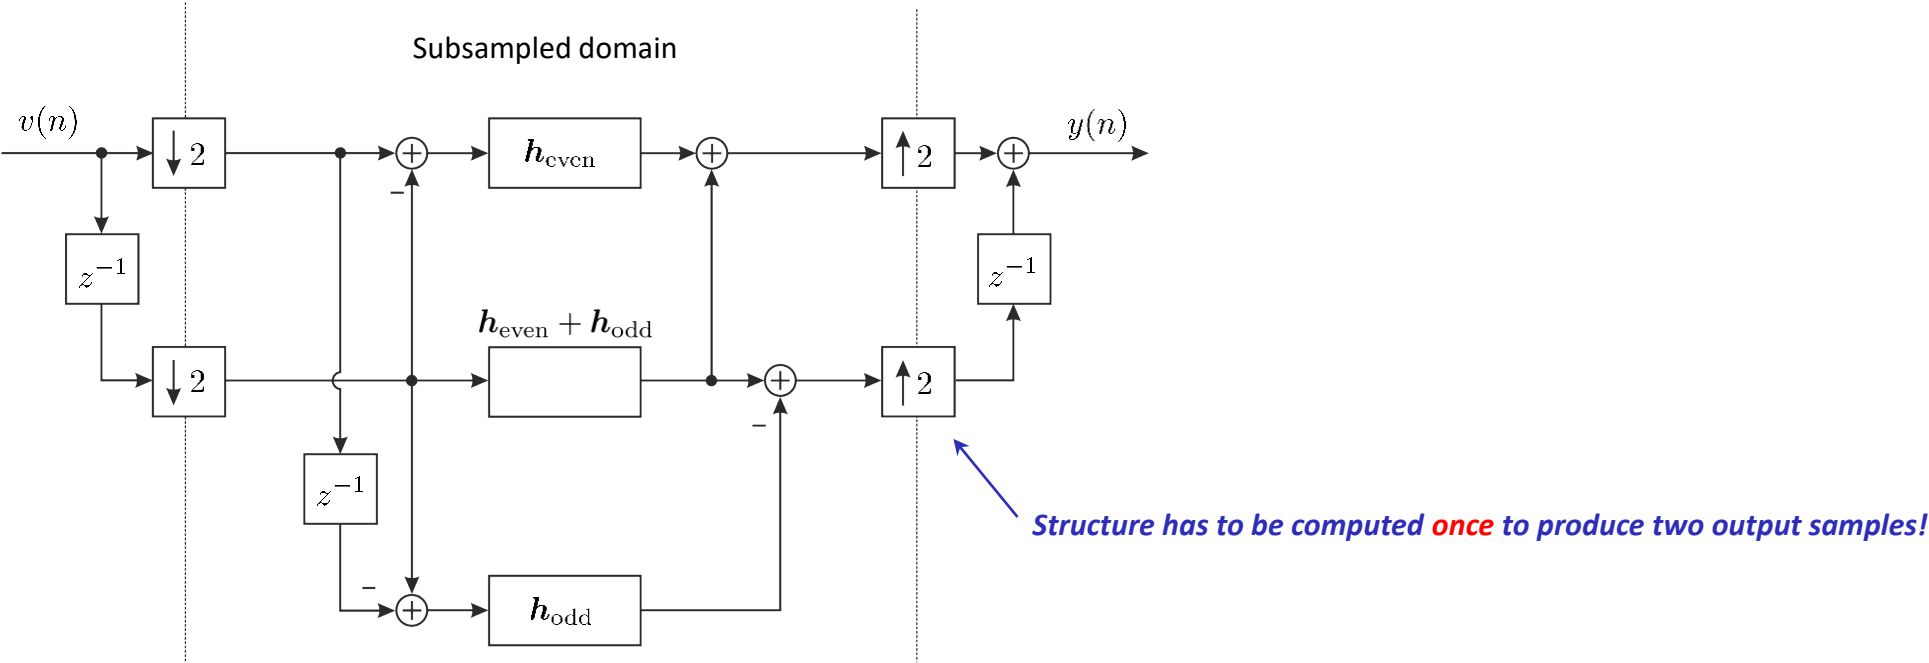 Subsampled domain
v(n)
y(n)
↓ 2
h_even
↑ 2
z^{-1}
z^{-1}
h_even + h_odd
↓ 2
↑ 2
−
−
z^{-1}
Structure has to be computed once to produce two output samples!
−
h_odd